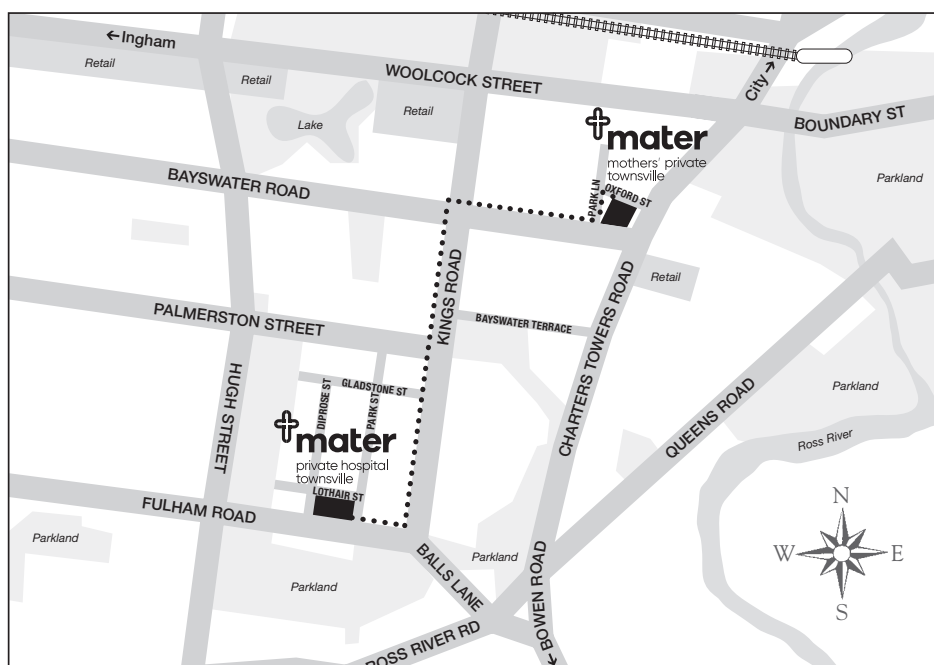 ←Ingham
Retail
Retail
WOOLCOCK STREET
Retail
City→
BOUNDARY ST
Lake
mater
mothers' private
townsville
PARK LN
OXFORD ST
Parkland
BAYSWATER ROAD
KINGS ROAD
Retail
BAYSWATER TERRACE
CHARTERS TOWERS ROAD
PALMERSTON STREET
HUGH STREET
GLADSTONE ST
DIPROSE ST
PARK ST
QUEENS ROAD
Parkland
Ross River
mater
private hospital
townsville
LOTHAIR ST
FULHAM ROAD
Parkland
Parkland
BALLS LANE
Parkland
←BOWEN ROAD
ROSS RIVER RD
N
W
E
S